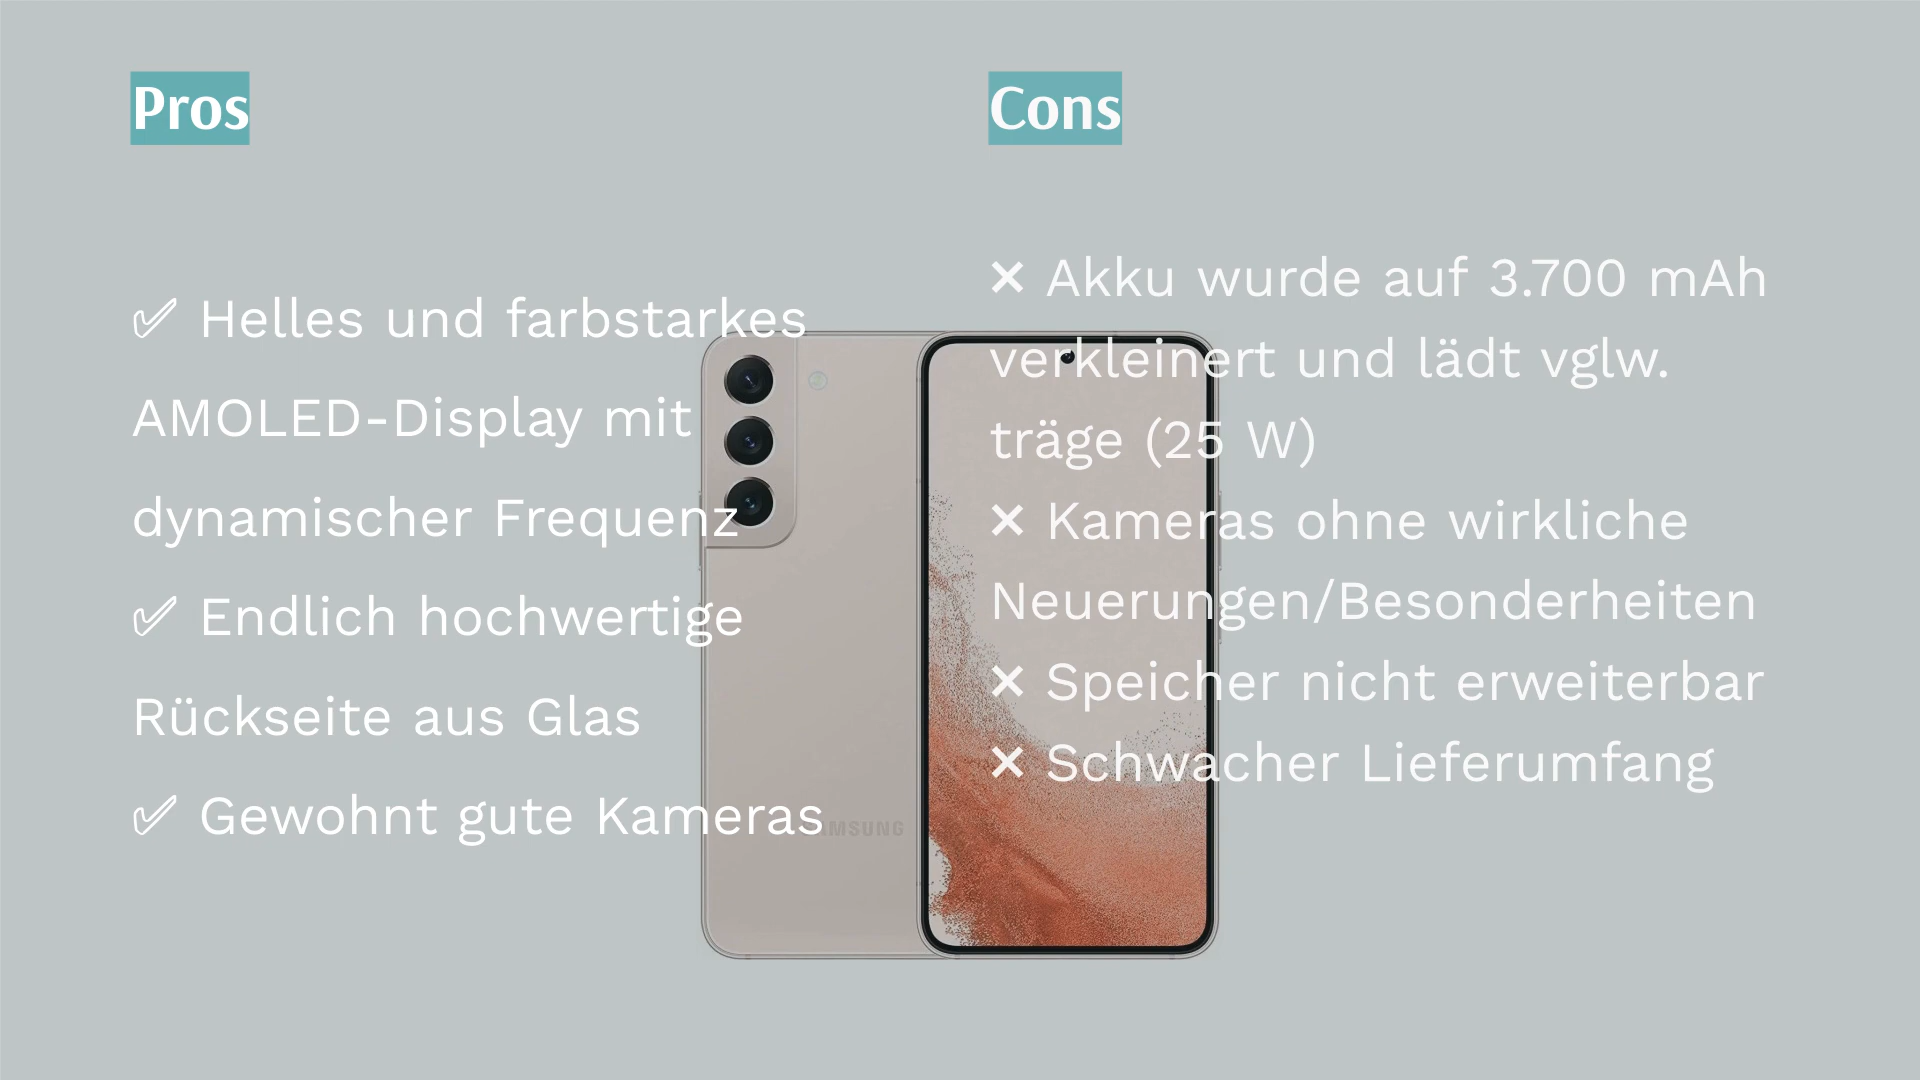 Pros
✅ Helles und farbstarkes
AMOLED-Display mit
dynamischer Frequenz
✅ Endlich hochwertige
Rückseite aus Glas
✅ Gewohnt gute Kameras
Cons
❌ Akku wurde auf 3.700 mAh
verkleinert und lädt vglw.
träge (25 W)
❌ Kameras ohne wirkliche
Neuerungen/Besonderheiten
❌ Speicher nicht erweiterbar
❌ Schwacher Lieferumfang
SAMSUNG